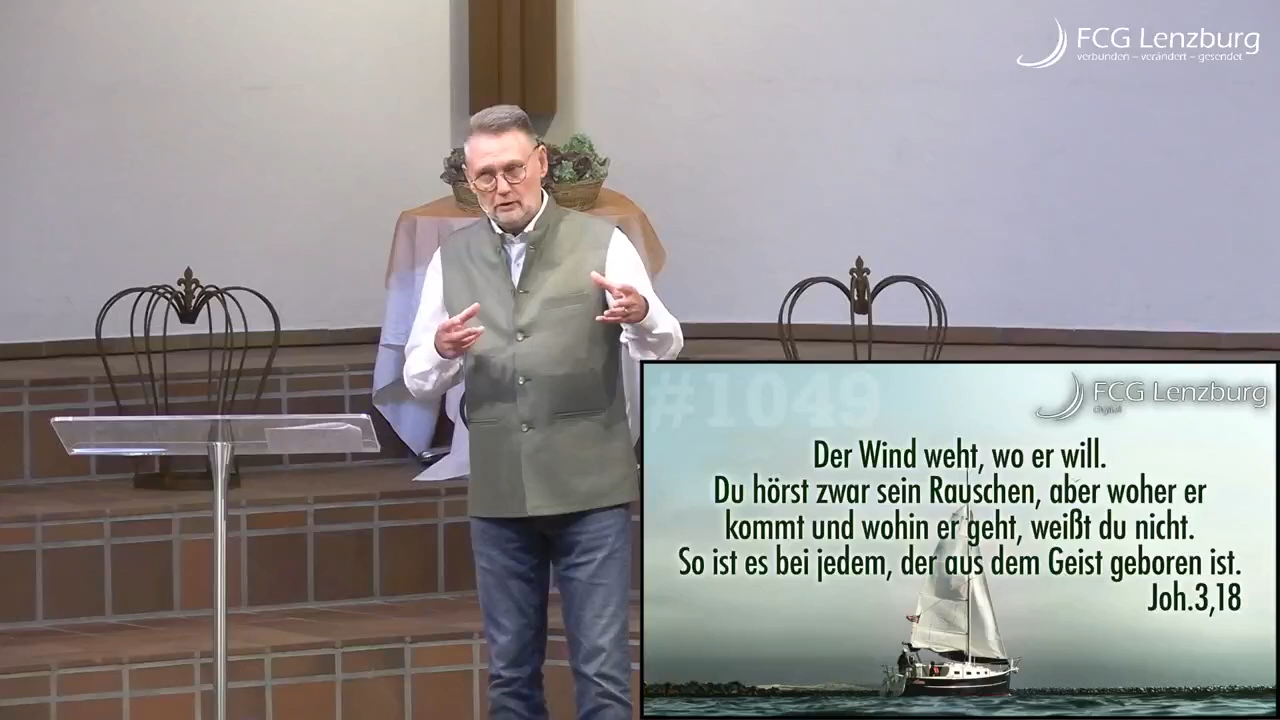 FCG Lenzburg
verbunden – verändert – gesendet
#1049
FCG Lenzburg
digital
Der Wind weht, wo er will.
Du hörst zwar sein Rauschen, aber woher er
kommt und wohin er geht, weißt du nicht.
So ist es bei jedem, der aus dem Geist geboren ist.
Joh.3,18